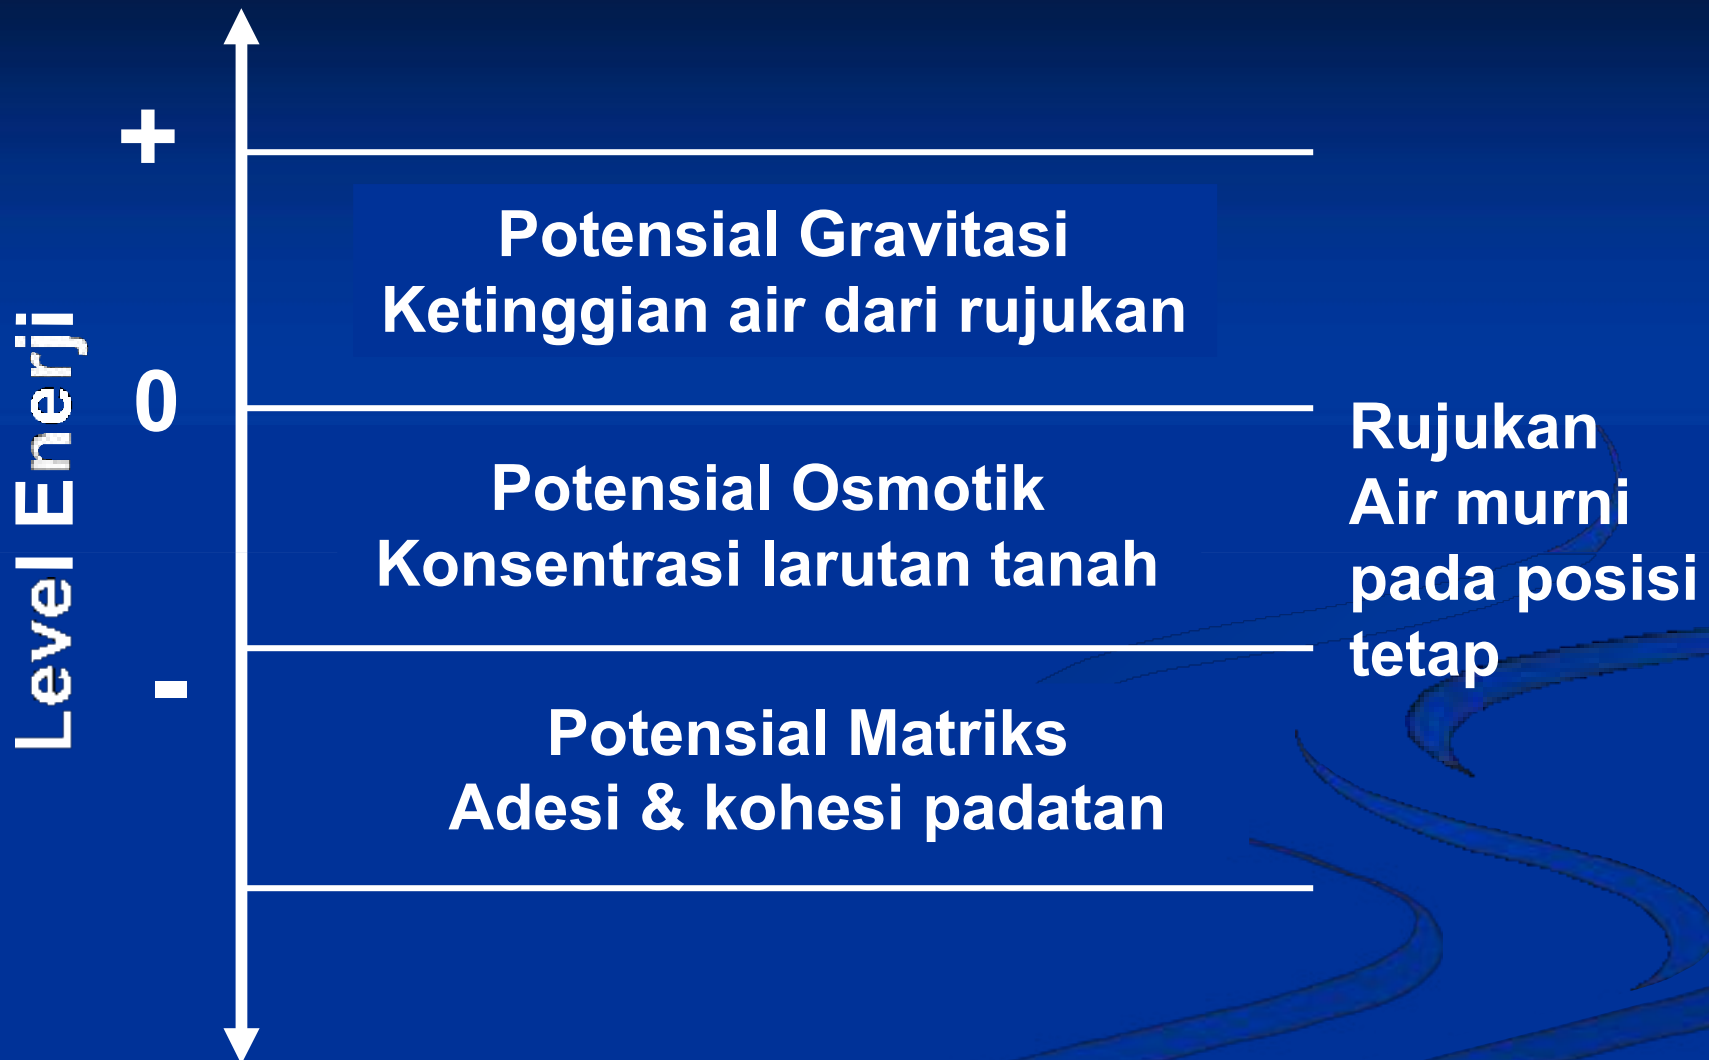 Level Enerji
+
Potensial Gravitasi
Ketinggian air dari rujukan
0
Potensial Osmotik
Konsentrasi larutan tanah
Rujukan
Air murni
pada posisi
tetap
-
Potensial Matriks
Adesi & kohesi padatan